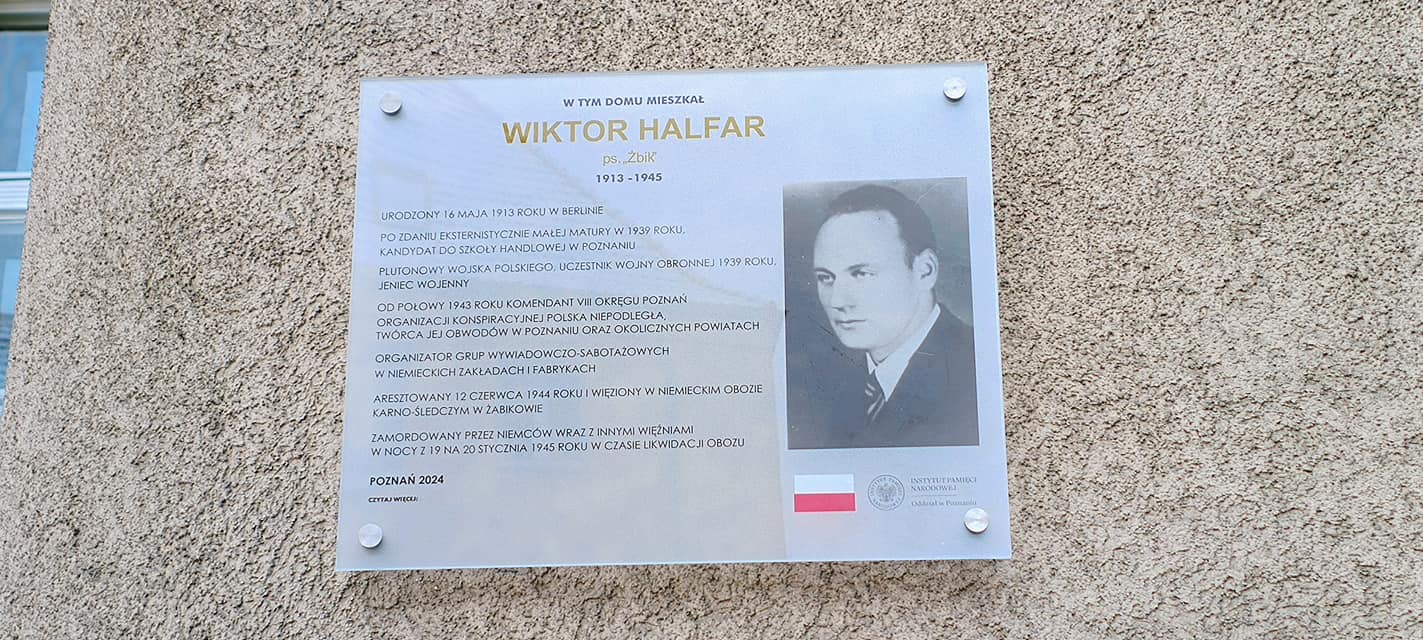 W TYM DOMU MIESZKAŁ
WIKTOR HALFAR
ps. „Żbik”
1913 - 1945
URODZONY 16 MAJA 1913 ROKU W BERLINIE
PO ZDANIU EKSTERNISTYCZNIE MAŁEJ MATURY W 1939 ROKU,
KANDYDAT DO SZKOŁY HANDLOWEJ W POZNANIU
PLUTONOWY WOJSKA POLSKIEGO, UCZESTNIK WOJNY OBRONNEJ 1939 ROKU,
JENIEC WOJENNY
OD POŁOWY 1943 ROKU KOMENDANT VIII OKRĘGU POZNAŃ
ORGANIZACJI KONSPIRACYJNEJ POLSKA NIEPODLEGŁA,
TWÓRCA JEJ OBWODÓW W POZNANIU ORAZ OKOLICZNYCH POWIATACH
ORGANIZATOR GRUP WYWIADOWCZO-SABOTAŻOWYCH
W NIEMIECKICH ZAKŁADACH I FABRYKACH
ARESZTOWANY 12 CZERWCA 1944 ROKU I WIĘZIONY W NIEMIECKIM OBOZIE
KARNO-ŚLEDCZYM W ŻABIKOWIE
ZAMORDOWANY PRZEZ NIEMCÓW WRAZ Z INNYMI WIĘŹNIAMI
W NOCY Z 19 NA 20 STYCZNIA 1945 ROKU W CZASIE LIKWIDACJI OBOZU
POZNAŃ 2024
CZYTAJ WIĘCEJ:
INSTYTUT PAMIĘCI
NARODOWEJ
Oddział w Poznaniu